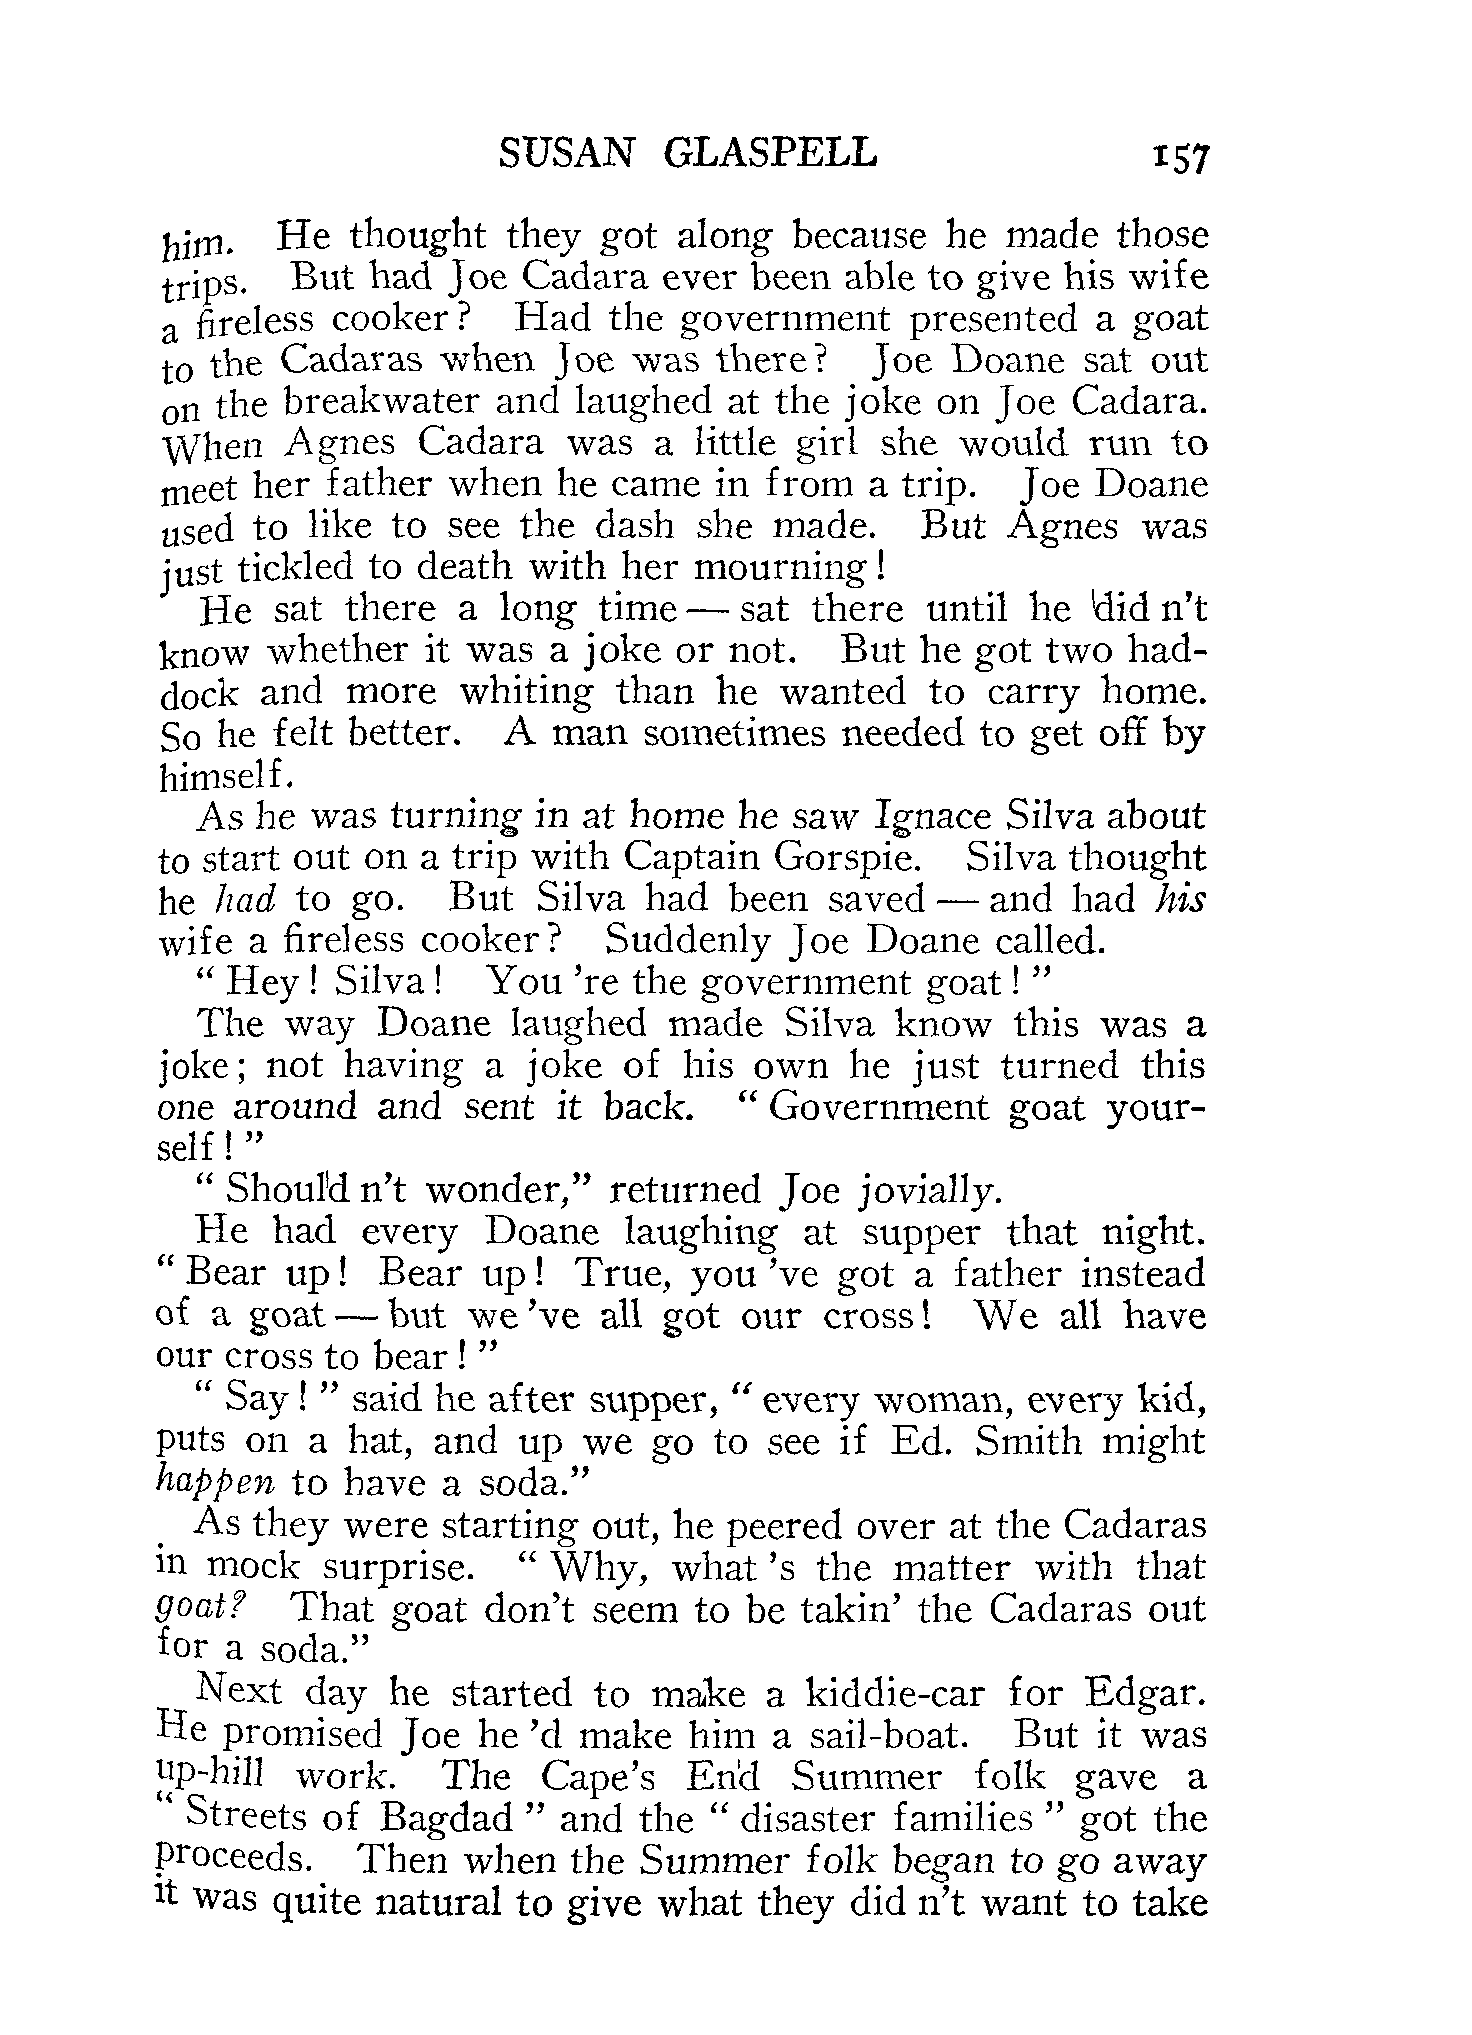 SUSAN GLASPELL 157
him. He thought they got along because he made those
trips. But had Joe Cadara ever been able to give his wife
a fireless cooker? Had the government presented a goat
to the Cadaras when Joe was there? Joe Doane sat out
on the breakwater and laughed at the joke on Joe Cadara.
When Agnes Cadara was a little girl she would run to
meet her father when he came in from a trip. Joe Doane
used to like to see the dash she made. But Agnes was
just tickled to death with her mourning!
He sat there a long time — sat there until he did n't
know whether it was a joke or not. But he got two had-
dock and more whiting than he wanted to carry home.
So he felt better. A man sometimes needed to get off by
himself.
As he was turning in at home he saw Ignace Silva about
to start out on a trip with Captain Gorspie. Silva thought
he had to go. But Silva had been saved — and had his
wife a fireless cooker? Suddenly Joe Doane called.
" Hey! Silva! You 're the government goat!"
The way Doane laughed made Silva know this was a
joke; not having a joke of his own he just turned this
one around and sent it back. " Government goat your-
self!"
" Should n't wonder," returned Joe jovially.
He had every Doane laughing at supper that night.
" Bear up! Bear up! True, you 've got a father instead
of a goat — but we 've all got our cross! We all have
our cross to bear!"
" Say!" said he after supper, " every woman, every kid,
puts on a hat, and up we go to see if Ed. Smith might
happen to have a soda."
As they were starting out, he peered over at the Cadaras
in mock surprise. " Why, what 's the matter with that
goat? That goat don't seem to be takin' the Cadaras out
for a soda."
Next day he started to make a kiddie-car for Edgar.
He promised Joe he 'd make him a sail-boat. But it was
up-hill work. The Cape's End Summer folk gave a
" Streets of Bagdad " and the " disaster families " got the
proceeds. Then when the Summer folk began to go away
it was quite natural to give what they did n't want to take